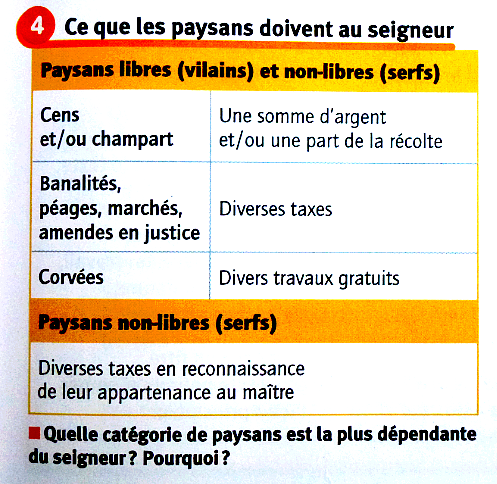 4 Ce que les paysans doivent au seigneur
Paysans libres (vilains) et non-libres (serfs)
Cens
et/ou champart
Une somme d'argent
et/ou une part de la récolte
Banalités,
péages, marchés,
amendes en justice
Diverses taxes
Corvées
Divers travaux gratuits
Paysans non-libres (serfs)
Diverses taxes en reconnaissance
de leur appartenance au maître
Quelle catégorie de paysans est la plus dépendante
du seigneur ? Pourquoi ?